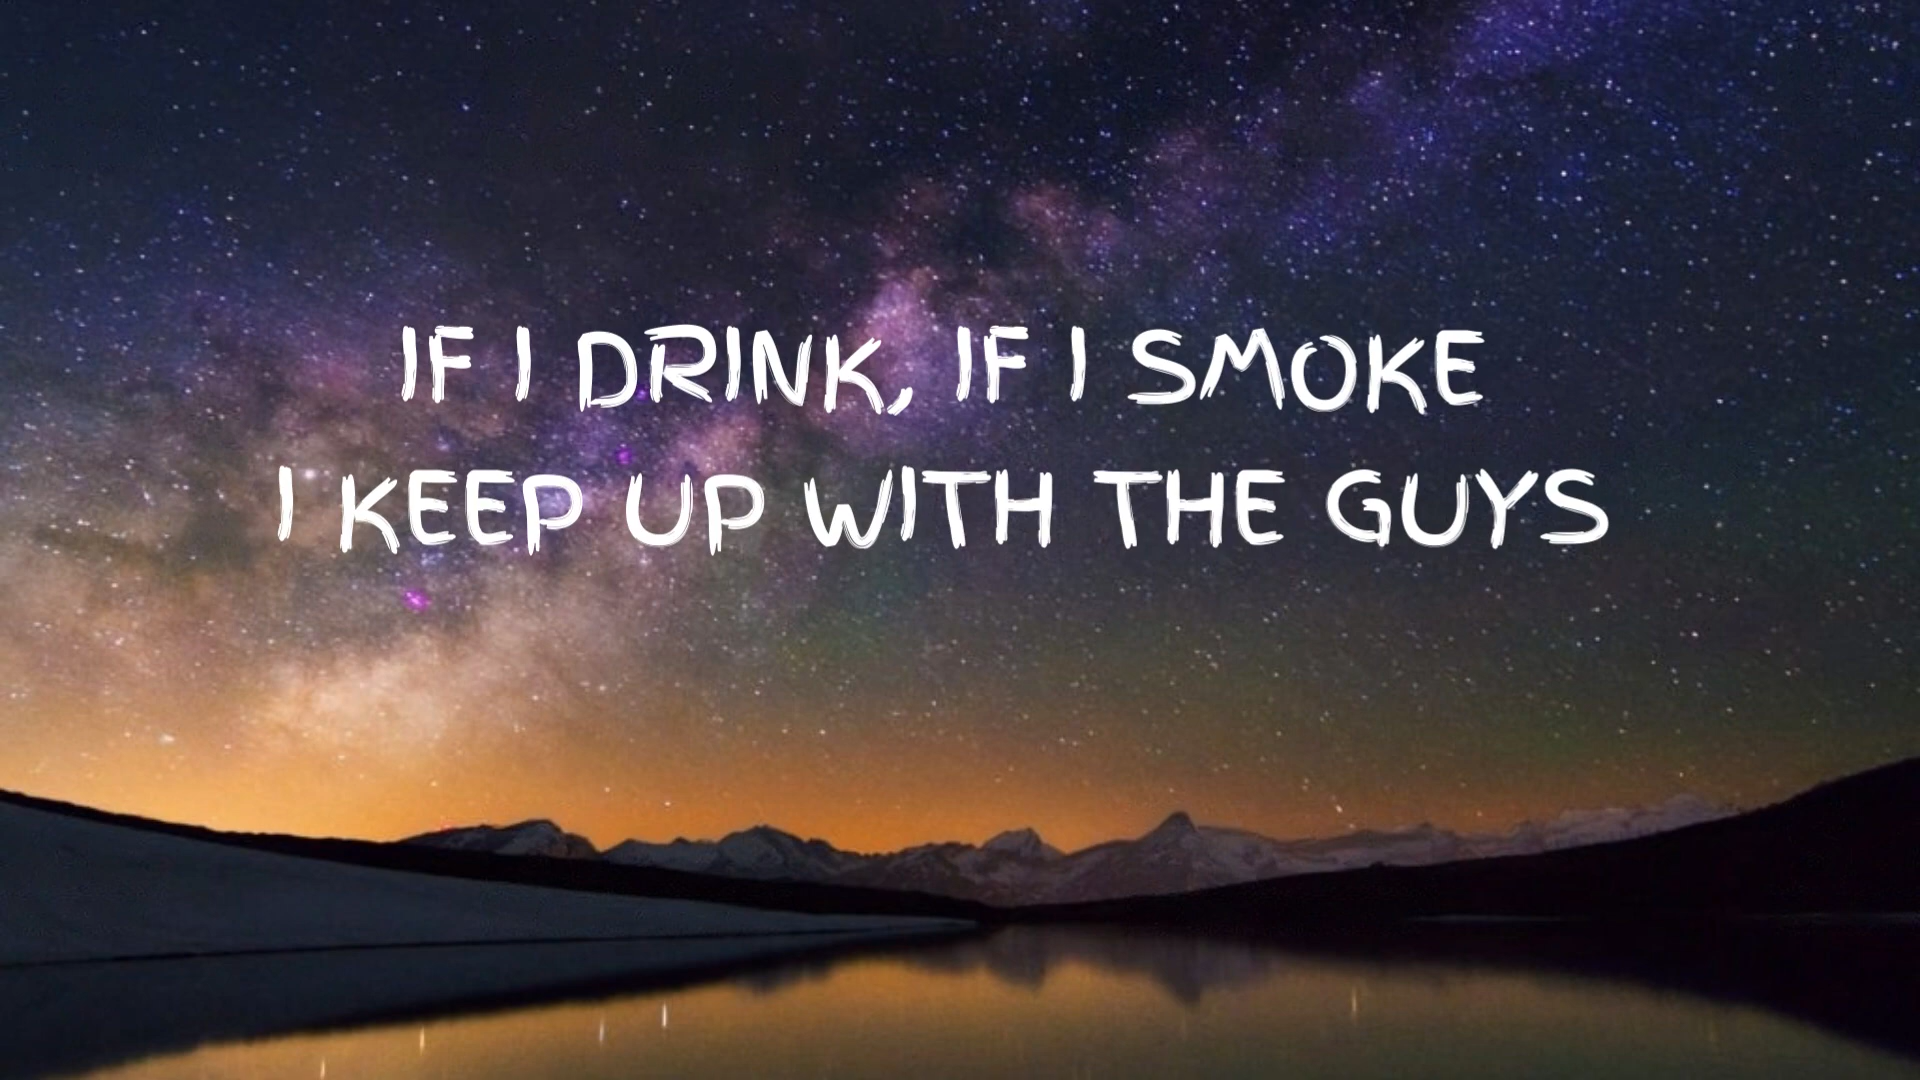 IF I DRINK, IF I SMOKE
I KEEP UP WITH THE GUYS